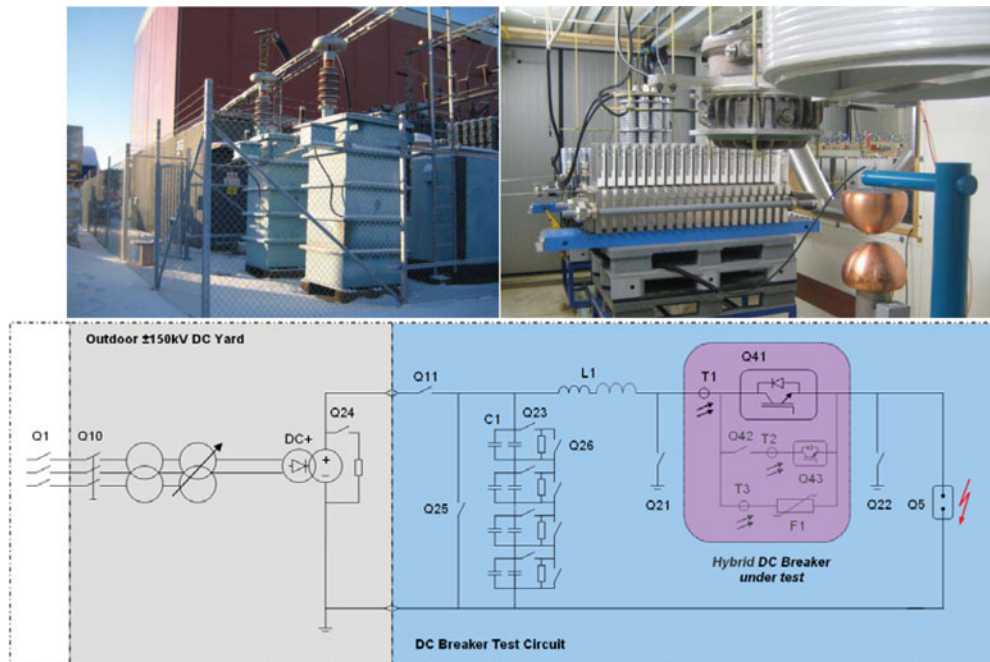 Outdoor ±150kV DC Yard
Q1
Q10
DC+
Q24
Q11
Q25
C1
Q23
Q26
L1
Q21
T1
Q41
Q42
T2
Q43
T3
F1
Q22
Q5
Hybrid DC Breaker
under test
DC Breaker Test Circuit